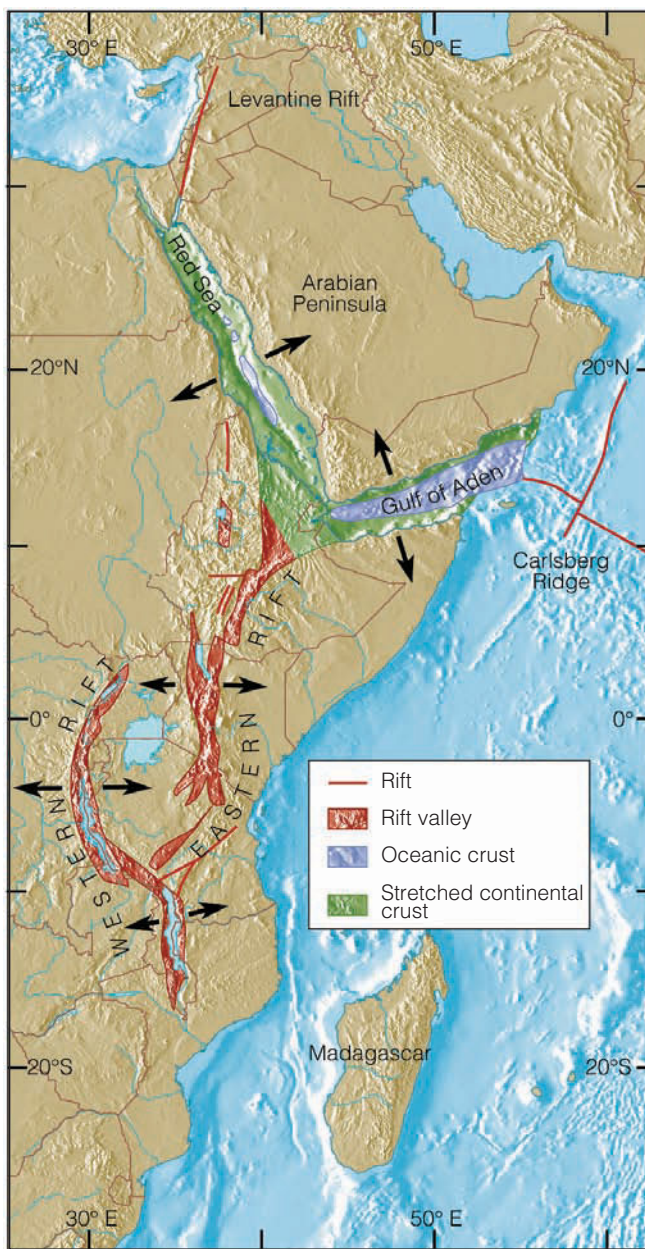 30° E
50° E
Levantine Rift
Red Sea
Arabian
Peninsula
20°N
20°N
Gulf of Aden
Carlsberg
Ridge
WESTERN RIFT
EASTERN RIFT
0°
0°
Rift
Rift valley
Oceanic crust
Stretched continental
crust
Madagascar
20°S
20°S
30° E
50° E